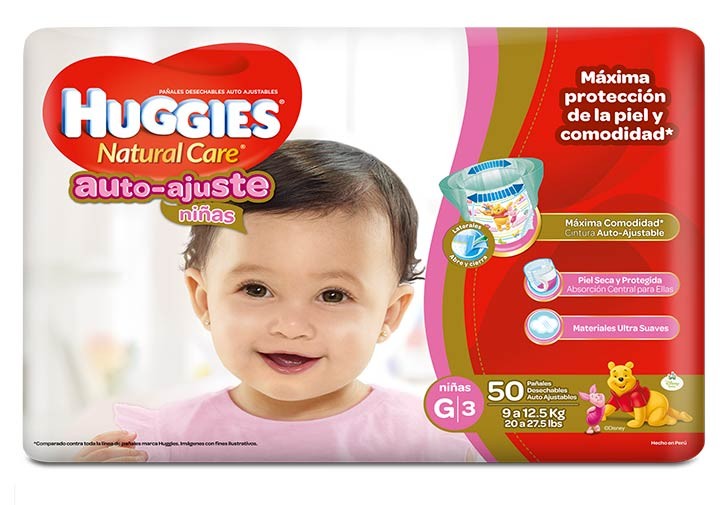 PAÑALES DESECHABLES AUTO AJUSTABLES
HUGGIES®
Natural Care®
auto-ajuste
niñas
Máxima
protección
de la piel y
comodidad*
Laterales
Abre y cierra
Máxima Comodidad*
Cintura Auto-Ajustable
Piel Seca y Protegida
Absorción Central para Ellas
Materiales Ultra Suaves
niñas
G|3
50 Pañales
Desechables
Auto Ajustables
9 a 12.5 Kg
20 a 27.5 lbs
©Disney
*Comparado contra toda la línea de pañales marca Huggies. Imágenes con fines ilustrativos.
Hecho en Perú